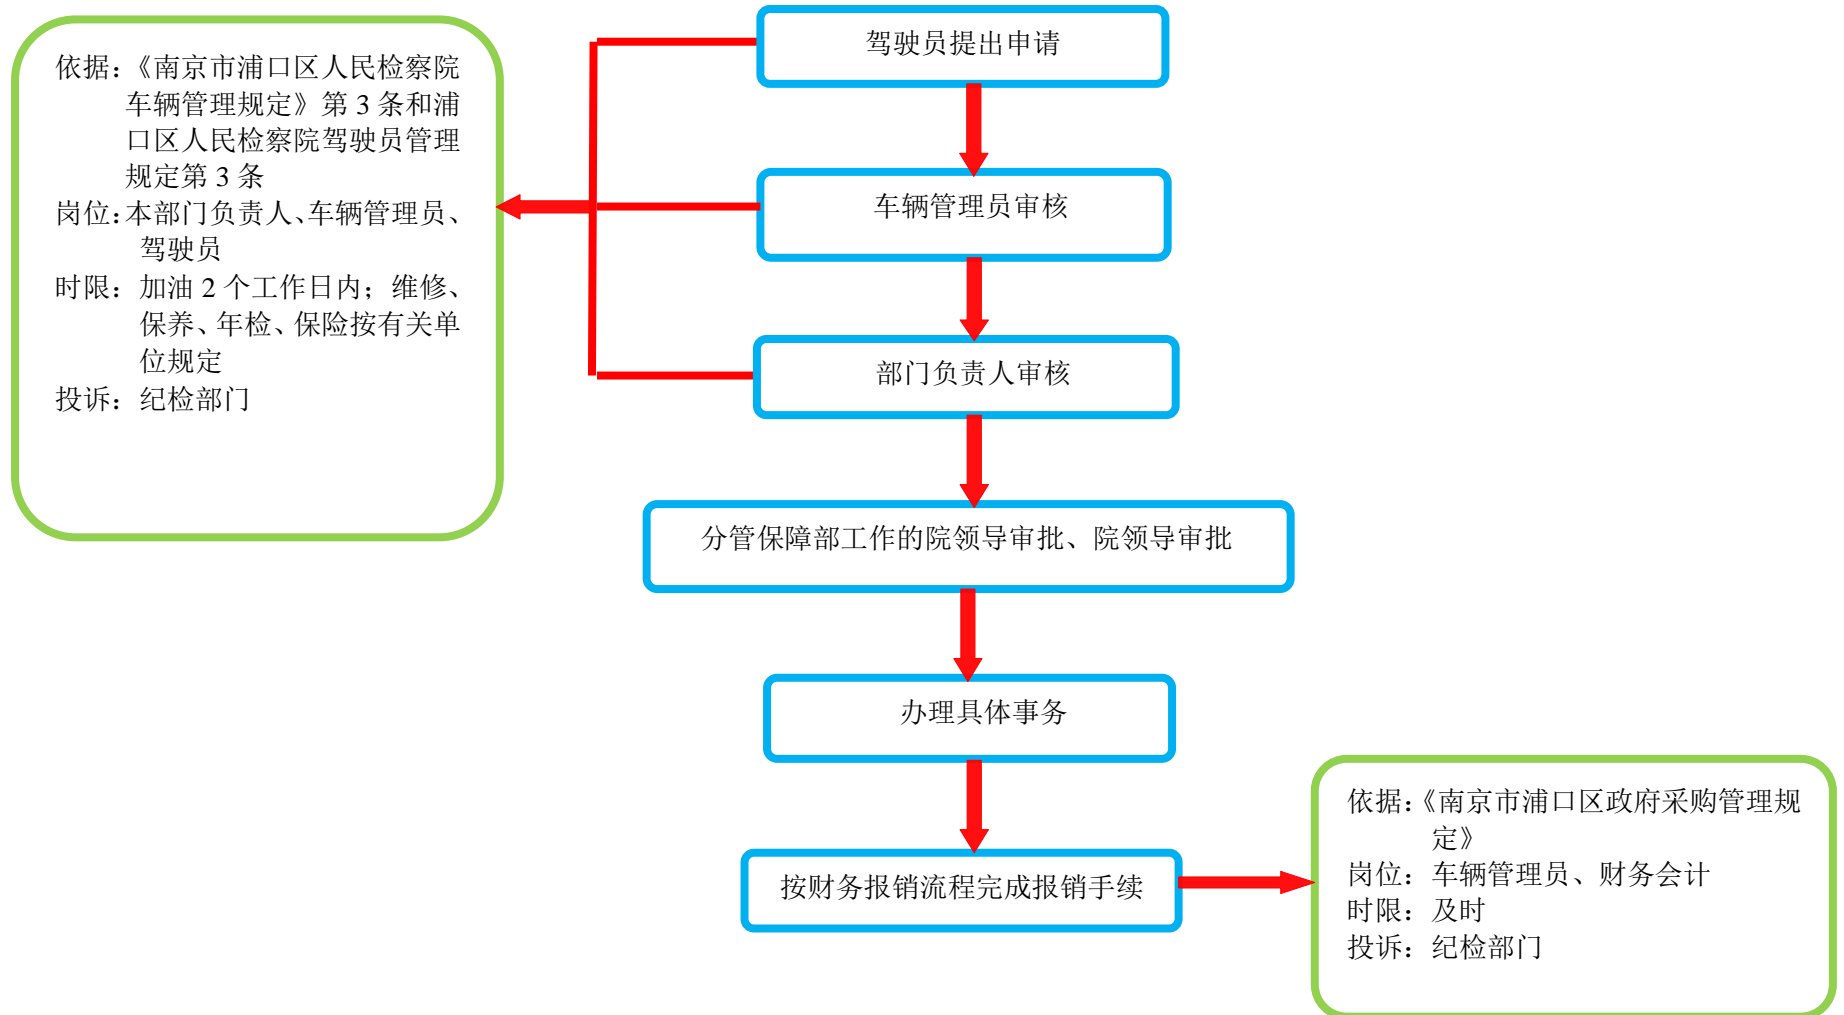 依据：《南京市浦口区人民检察院
车辆管理规定》第 3 条和浦
口区人民检察院驾驶员管理
规定第 3 条
岗位：本部门负责人、车辆管理员、
驾驶员
时限：加油 2 个工作日内；维修、
保养、年检、保险按有关单
位规定
投诉：纪检部门
驾驶员提出申请
车辆管理员审核
部门负责人审核
分管保障部工作的院领导审批、院领导审批
办理具体事务
按财务报销流程完成报销手续
依据：《南京市浦口区政府采购管理规
定》
岗位：车辆管理员、财务会计
时限：及时
投诉：纪检部门